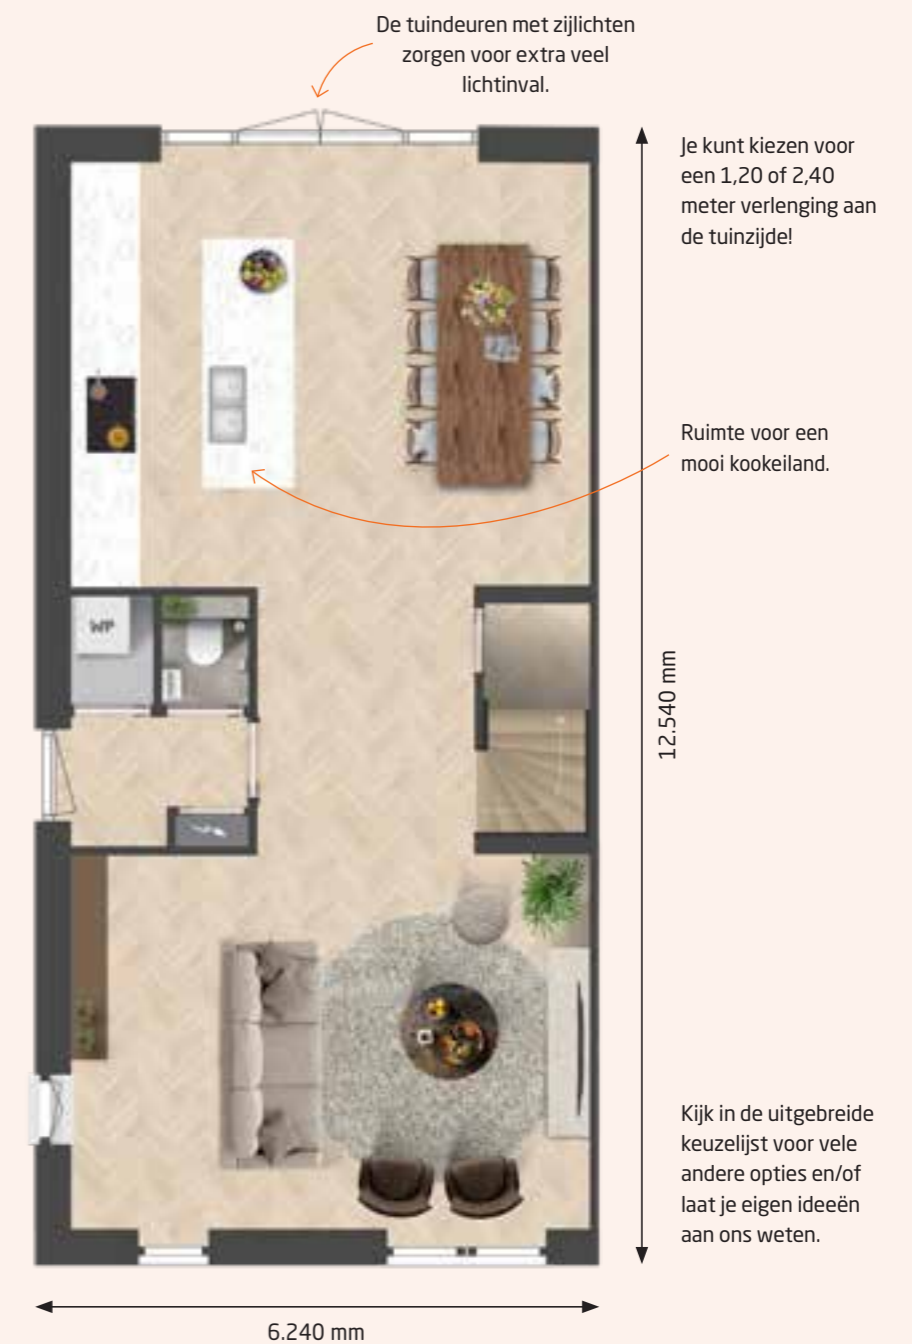 De tuindeuren met zijlichten
zorgen voor extra veel
lichtinval.
Je kunt kiezen voor
een 1,20 of 2,40
meter verlenging aan
de tuinzijde!
Ruimte voor een
mooi kookeiland.
WP
12.540 mm
Kijk in de uitgebreide
keuzelijst voor vele
andere opties en/of
laat je eigen ideeën
aan ons weten.
6.240 mm